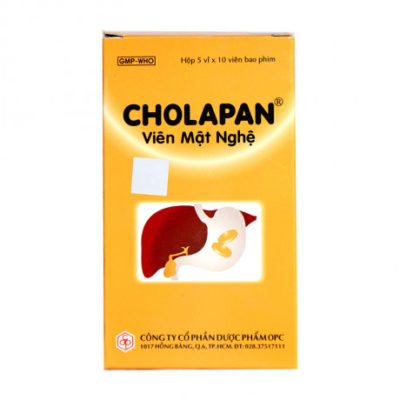 GMP-WHO
Hộp 5 vỉ x 10 viên bao phim
CHOLAPAN®
Viên Mật Nghệ
CÔNG TY CỔ PHẦN DƯỢC PHẨM OPC
1017 HỒNG BÀNG, Q.6, TP.HCM. ĐT: 028.37517111